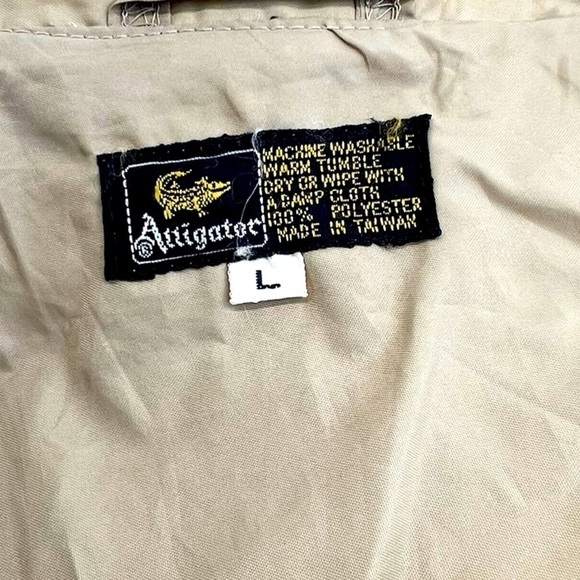 Alligator
®
MACHINE WASHABLE
WARM TUMBLE
DRY OR WIPE WITH
A DAMP CLOTH
100% POLYESTER
MADE IN TAIWAN
L